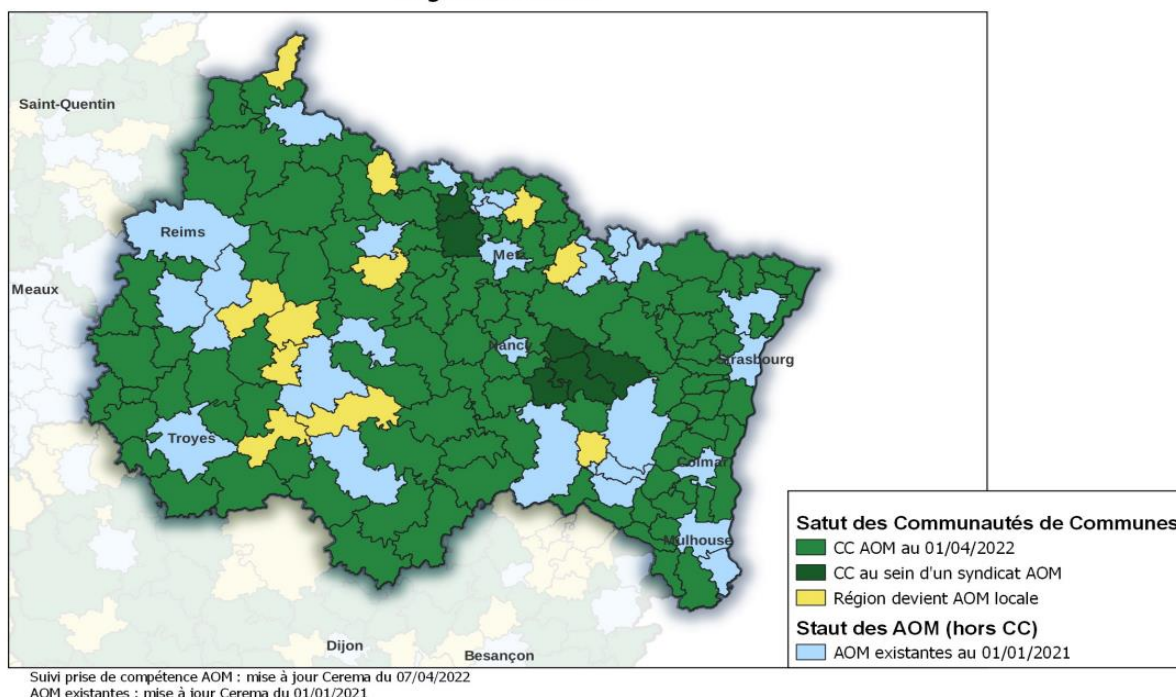 Saint-Quentin
Reims
Metz
Meaux
Nancy
Strasbourg
Troyes
Colmar
Mulhouse
Dijon
Besançon
Satut des Communautés de Communes
CC AOM au 01/04/2022
CC au sein d'un syndicat AOM
Région devient AOM locale
Staut des AOM (hors CC)
AOM existantes au 01/01/2021
Suivi prise de compétence AOM : mise à jour Cerema du 07/04/2022
AOM existantes : mise à jour Cerema du 01/01/2021